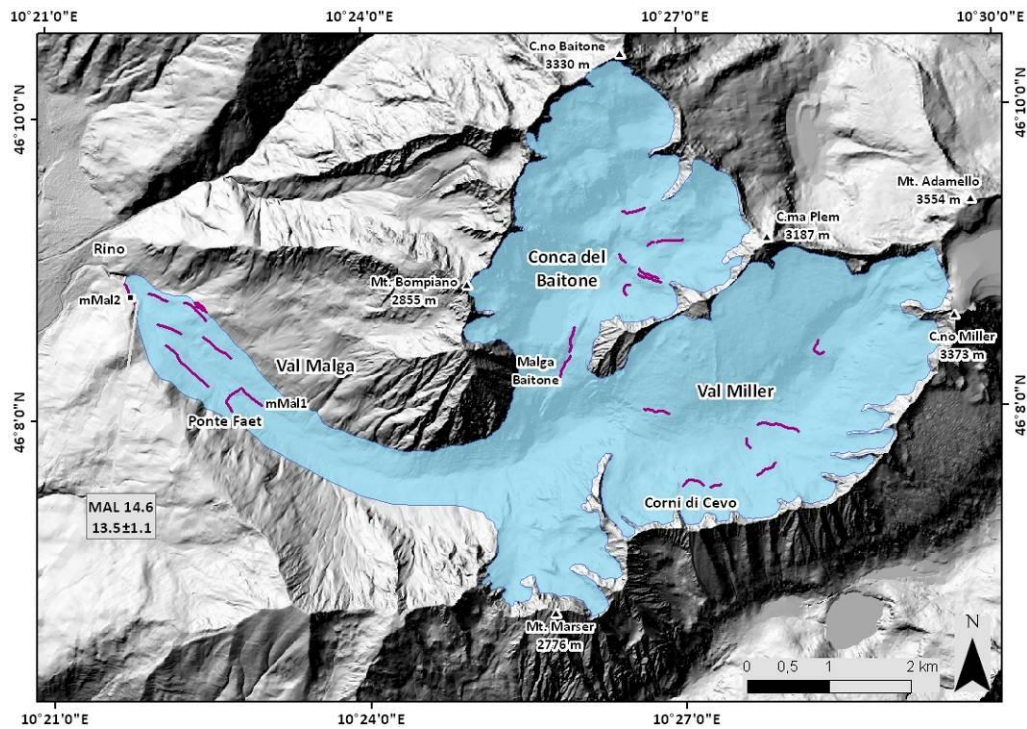 10°21'0"E 10°24'0"E 10°27'0"E 10°30'0"E
C.no Baitone
3330 m
46°10'0"N
46°10'0"N
Mt. Adamello
3554 m
C.ma Plem
3187 m
Rino
Conca del
Baitone
Mt. Bompiano
2855 m
mMal2
C.no Miller
3373 m
Val Malga
Malga
Baitone
Val Miller
mMal1
Ponte Faet
46°8'0"N
46°8'0"N
MAL 14.6
13.5±1.1
Corni di Cevo
Mt. Marser
2776 m
N
0 0,5 1 2 km
10°21'0"E 10°24'0"E 10°27'0"E